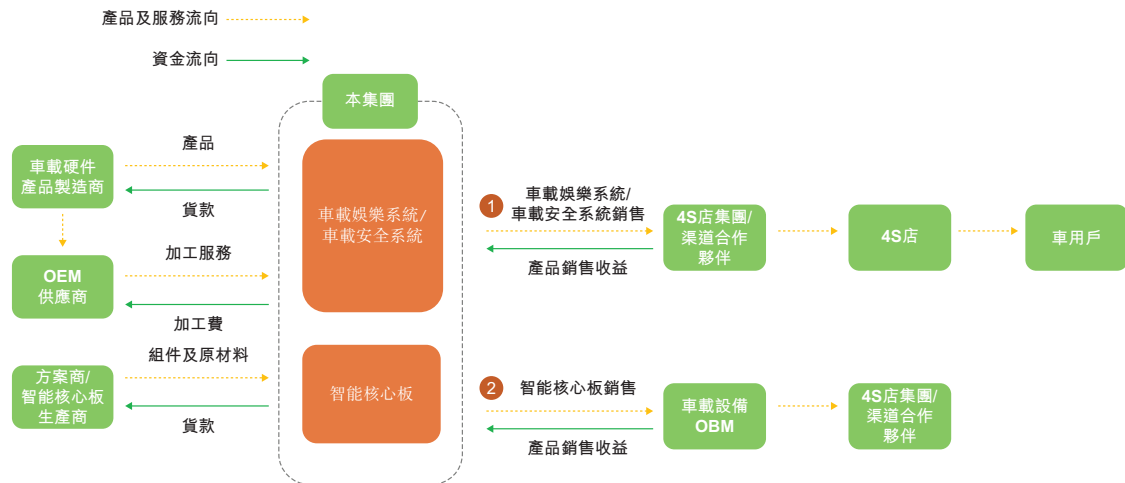 產品及服務流向
資金流向
本集團
產品
車載硬件
產品製造商
貨款
車載娛樂系統/
車載安全系統
1
車載娛樂系統/
車載安全系統銷售
產品銷售收益
4S店集團/
渠道合作
夥伴
4S店
車用戶
加工服務
OEM
供應商
加工費
組件及原材料
方案商/
智能核心板
生產商
貨款
智能核心板
2
智能核心板銷售
產品銷售收益
車載設備
OBM
4S店集團/
渠道合作
夥伴